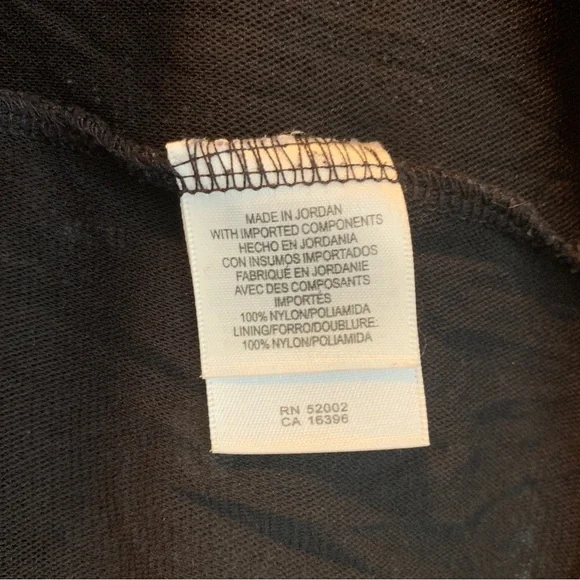 MADE IN JORDAN
WITH IMPORTED COMPONENTS
HECHO EN JORDANIA
CON INSUMOS IMPORTADOS
FABRIQUÉ EN JORDANIE
AVEC DES COMPOSANTS
IMPORTÉS
100% NYLON/POLIAMIDA
LINING/FORRO/DOUBLURE:
100% NYLON/POLIAMIDA
RN 52002
CA 16396